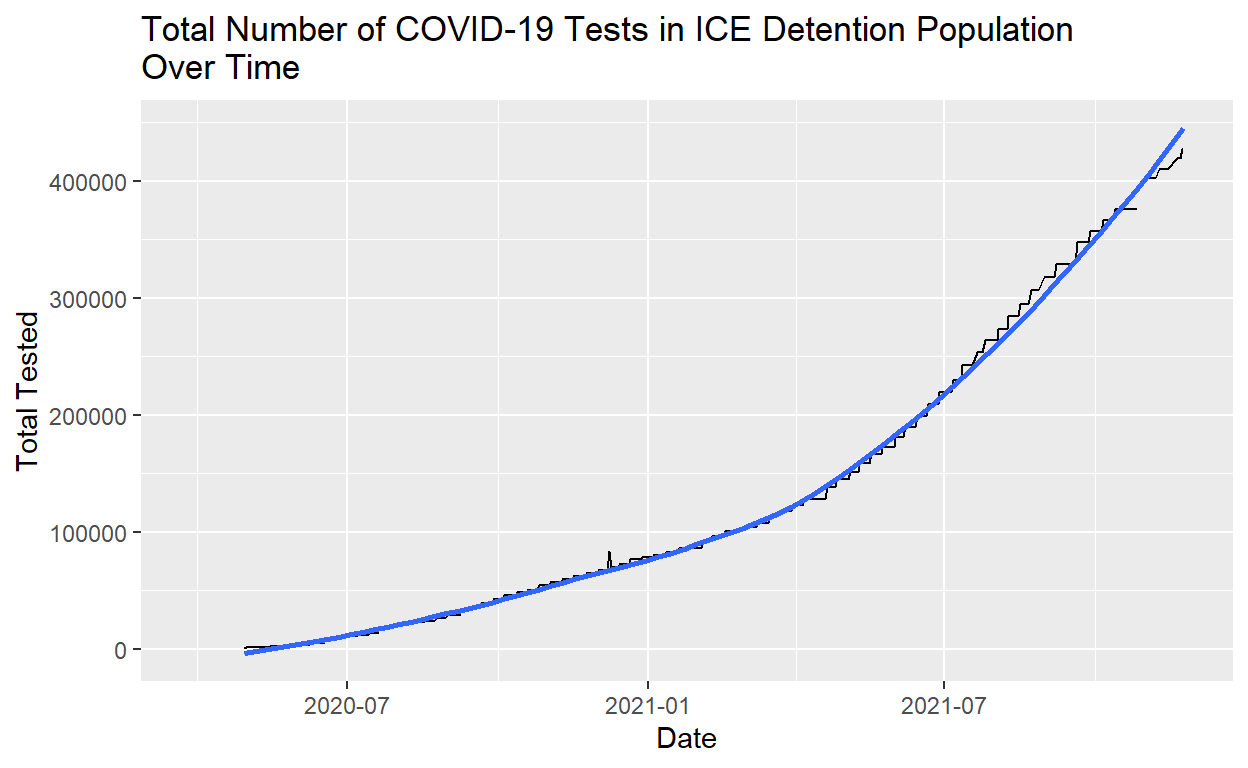 Total Number of COVID-19 Tests in ICE Detention Population
Over Time
400000
300000
200000
100000
0
Total Tested
2020-07
2021-01
2021-07
Date